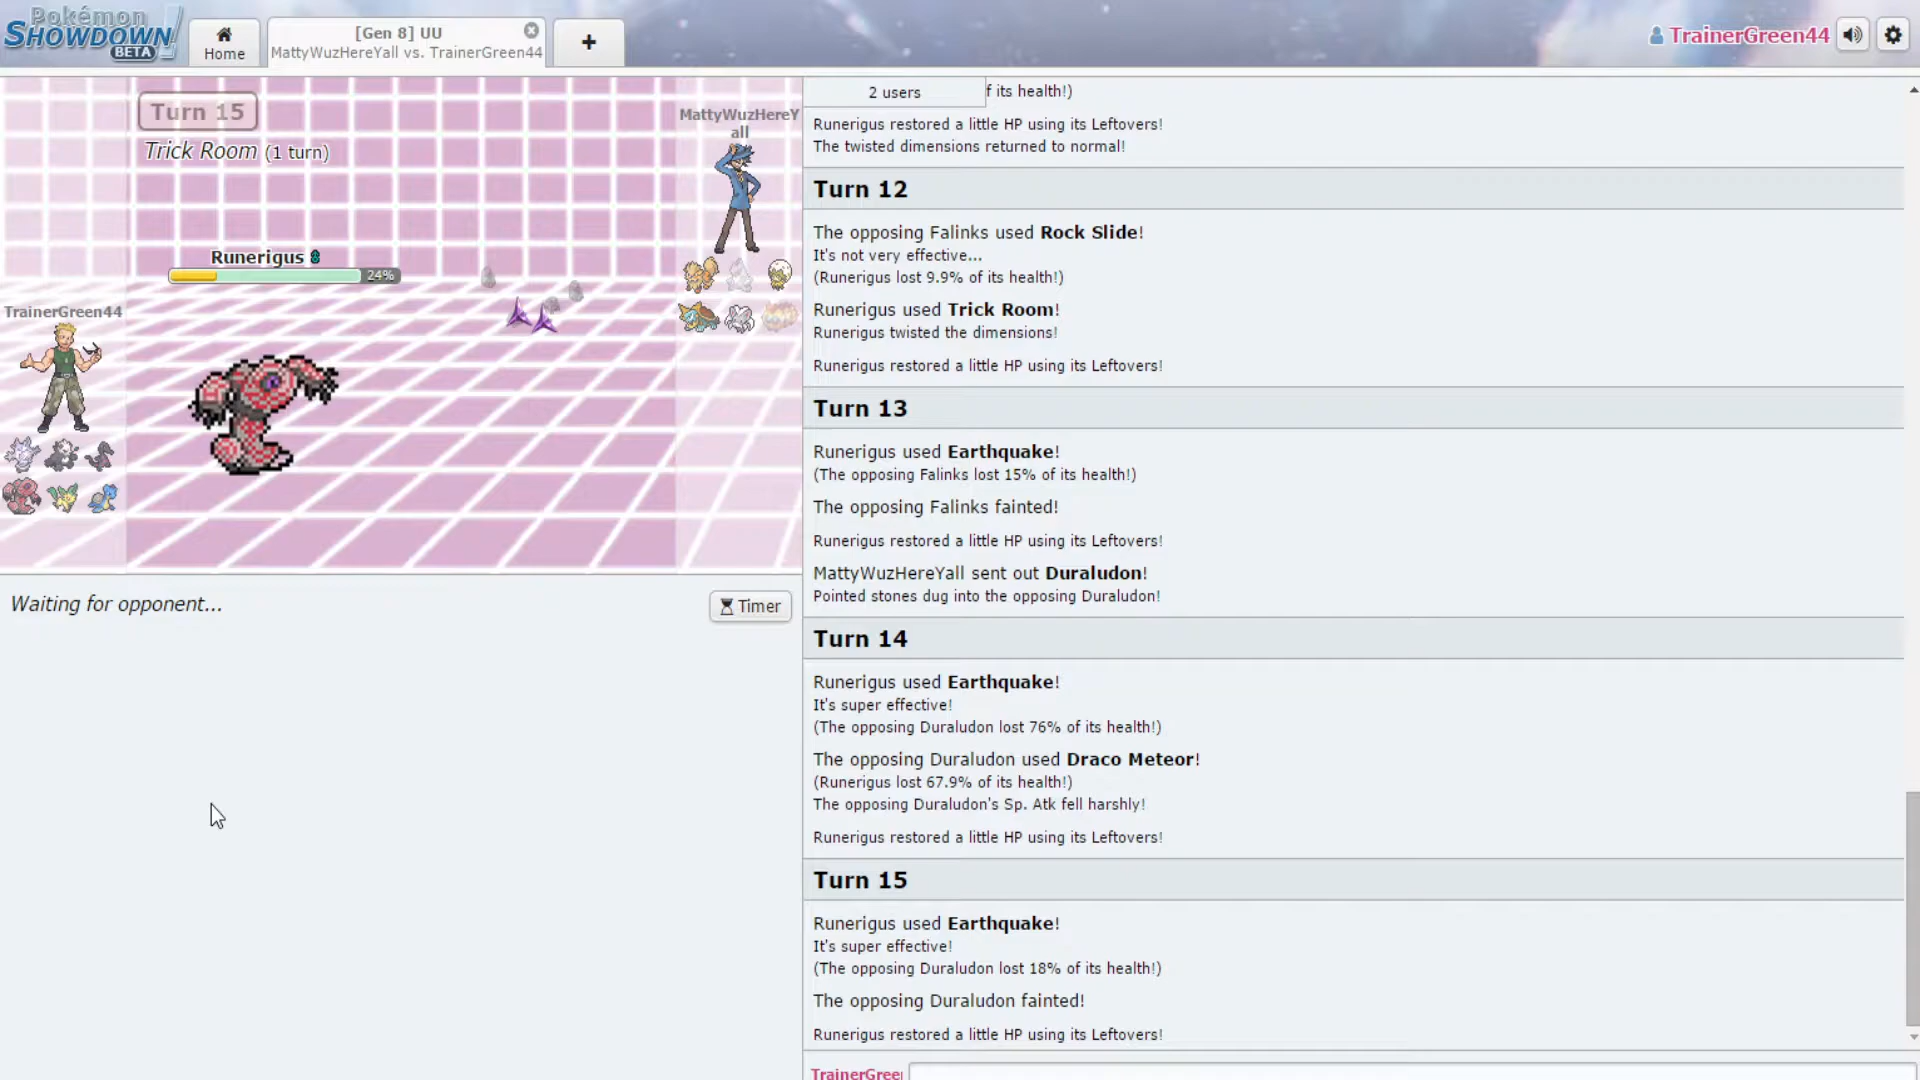 Pokémon
SHOWDOWN
BETA
Home
[Gen 8] UU
MattyWuzHereYall vs. TrainerGreen44
+
TrainerGreen44
Turn 15
Trick Room (1 turn)
MattyWuzHereY
all
Runerigus
24%
TrainerGreen44
Waiting for opponent...
Timer
2 users
f its health!)
Runerigus restored a little HP using its Leftovers!
The twisted dimensions returned to normal!
Turn 12
The opposing Falinks used Rock Slide!
It's not very effective...
(Runerigus lost 9.9% of its health!)
Runerigus used Trick Room!
Runerigus twisted the dimensions!
Runerigus restored a little HP using its Leftovers!
Turn 13
Runerigus used Earthquake!
(The opposing Falinks lost 15% of its health!)
The opposing Falinks fainted!
Runerigus restored a little HP using its Leftovers!
MattyWuzHereYall sent out Duraludon!
Pointed stones dug into the opposing Duraludon!
Turn 14
Runerigus used Earthquake!
It's super effective!
(The opposing Duraludon lost 76% of its health!)
The opposing Duraludon used Draco Meteor!
(Runerigus lost 67.9% of its health!)
The opposing Duraludon's Sp. Atk fell harshly!
Runerigus restored a little HP using its Leftovers!
Turn 15
Runerigus used Earthquake!
It's super effective!
(The opposing Duraludon lost 18% of its health!)
The opposing Duraludon fainted!
Runerigus restored a little HP using its Leftovers!
TrainerGree